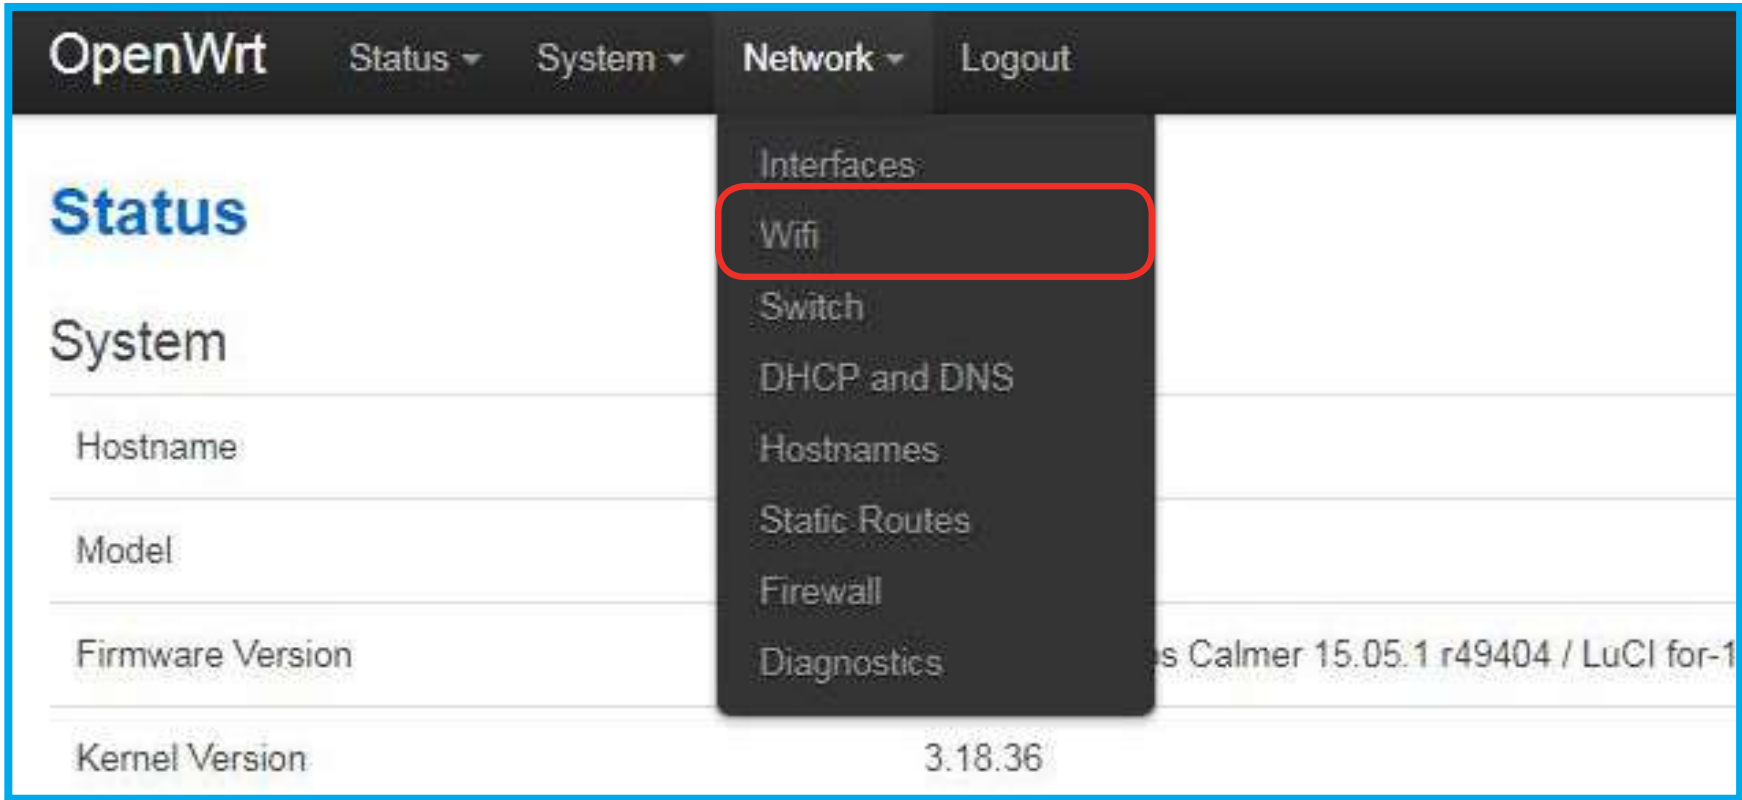 OpenWrt Status System Network Logout
Interfaces
Wifi
Switch
DHCP and DNS
Hostnames
Static Routes
Firewall
Diagnostics
Status
System
Hostname
Model
Firmware Version Calmer 15.05.1 r49404 / LuCI for-1
Kernel Version 3.18.36